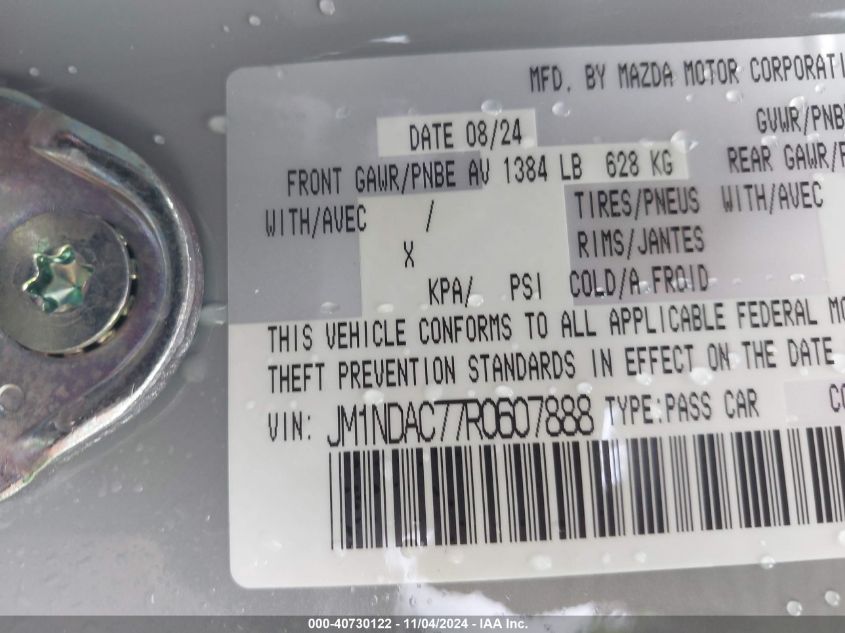 MFD. BY MAZDA MOTOR CORPORATI
DATE 08/24 GVWR/PNB
FRONT GAWR/PNBE AV 1384 LB 628 KG REAR GAWR/
WITH/AVEC / TIRES/PNEUS WITH/AVEC
X RIMS/JANTES
KPA/ PSI COLD/A FROID
THIS VEHICLE CONFORMS TO ALL APPLICABLE FEDERAL MO
THEFT PREVENTION STANDARDS IN EFFECT ON THE DATE
VIN: JM1NDAC77R0607888 TYPE:PASS CAR CO
000-40730122 - 11/04/2024 - IAA Inc.